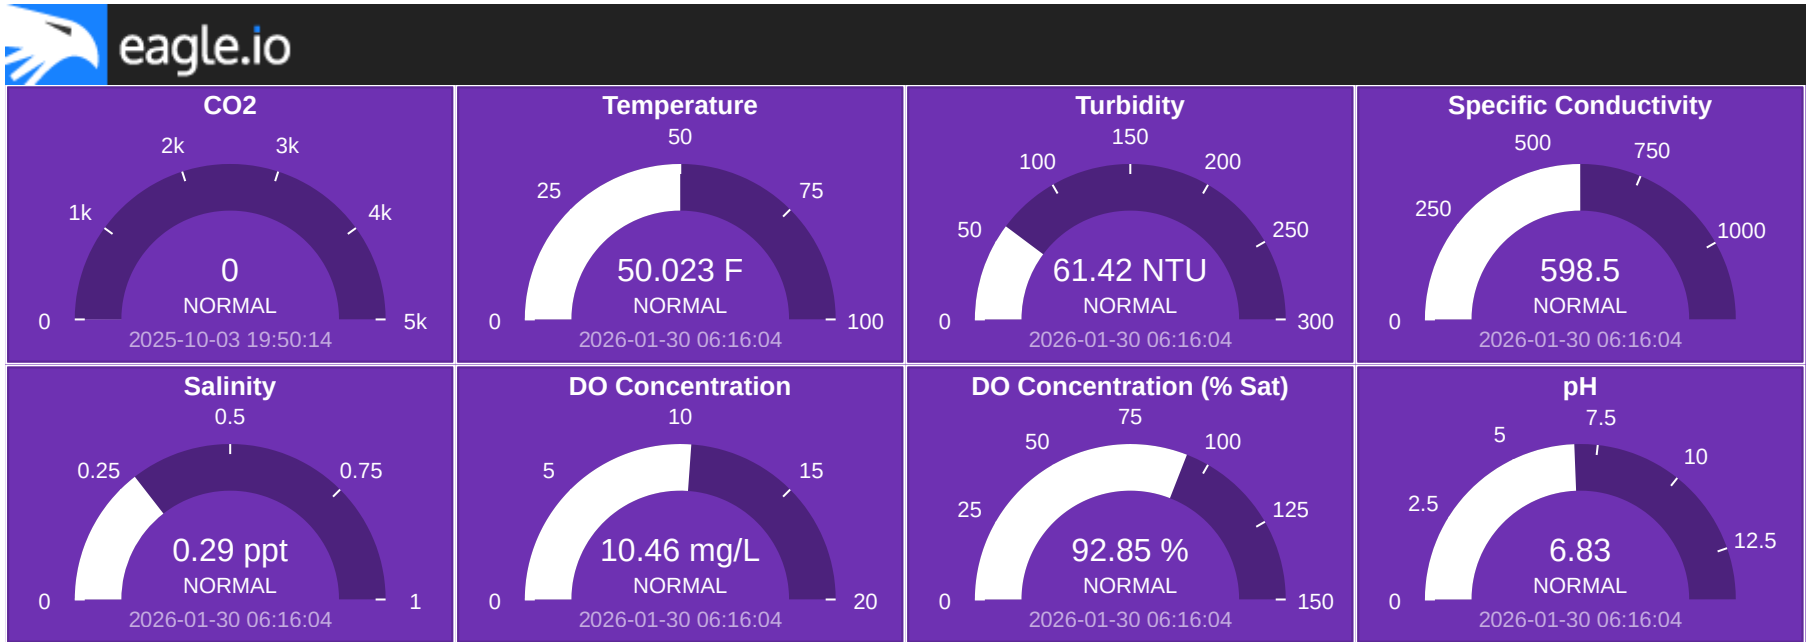 eagle.io
CO2
2k
3k
1k
4k
0
5k
0
NORMAL
2025-10-03 19:50:14
Temperature
50
25
75
0
100
50.023 F
NORMAL
2026-01-30 06:16:04
Turbidity
150
100
200
50
250
0
300
61.42 NTU
NORMAL
2026-01-30 06:16:04
Specific Conductivity
500
750
250
1000
0
598.5
NORMAL
2026-01-30 06:16:04
Salinity
0.5
0.25
0.75
0
1
0.29 ppt
NORMAL
2026-01-30 06:16:04
DO Concentration
10
5
15
0
20
10.46 mg/L
NORMAL
2026-01-30 06:16:04
DO Concentration (% Sat)
75
50
100
25
125
0
150
92.85 %
NORMAL
2026-01-30 06:16:04
pH
7.5
5
10
2.5
12.5
0
6.83
NORMAL
2026-01-30 06:16:04